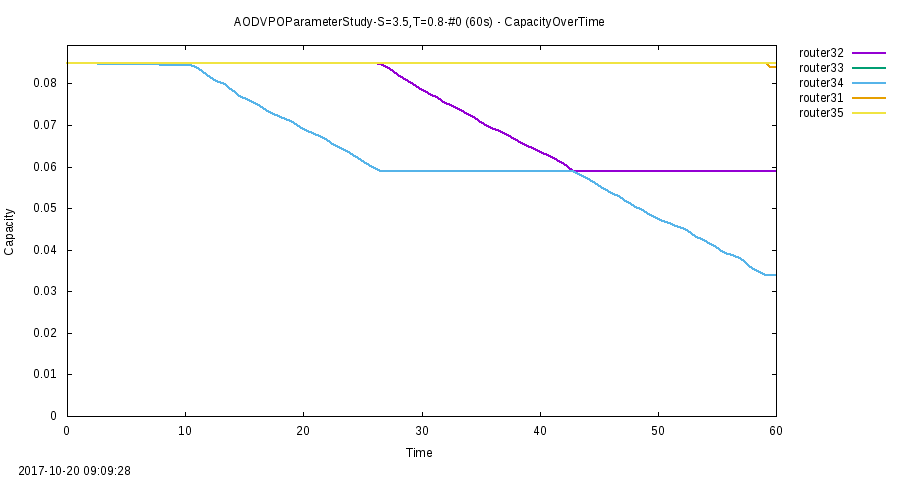 AODVPOParameterStudy-S=3.5,T=0.8-#0 (60s) - CapacityOverTime
router32
router33
router34
router31
router35
0.08
0.07
0.06
0.05
0.04
0.03
0.02
0.01
0
Capacity
0 10 20 30 40 50 60
Time
2017-10-20 09:09:28